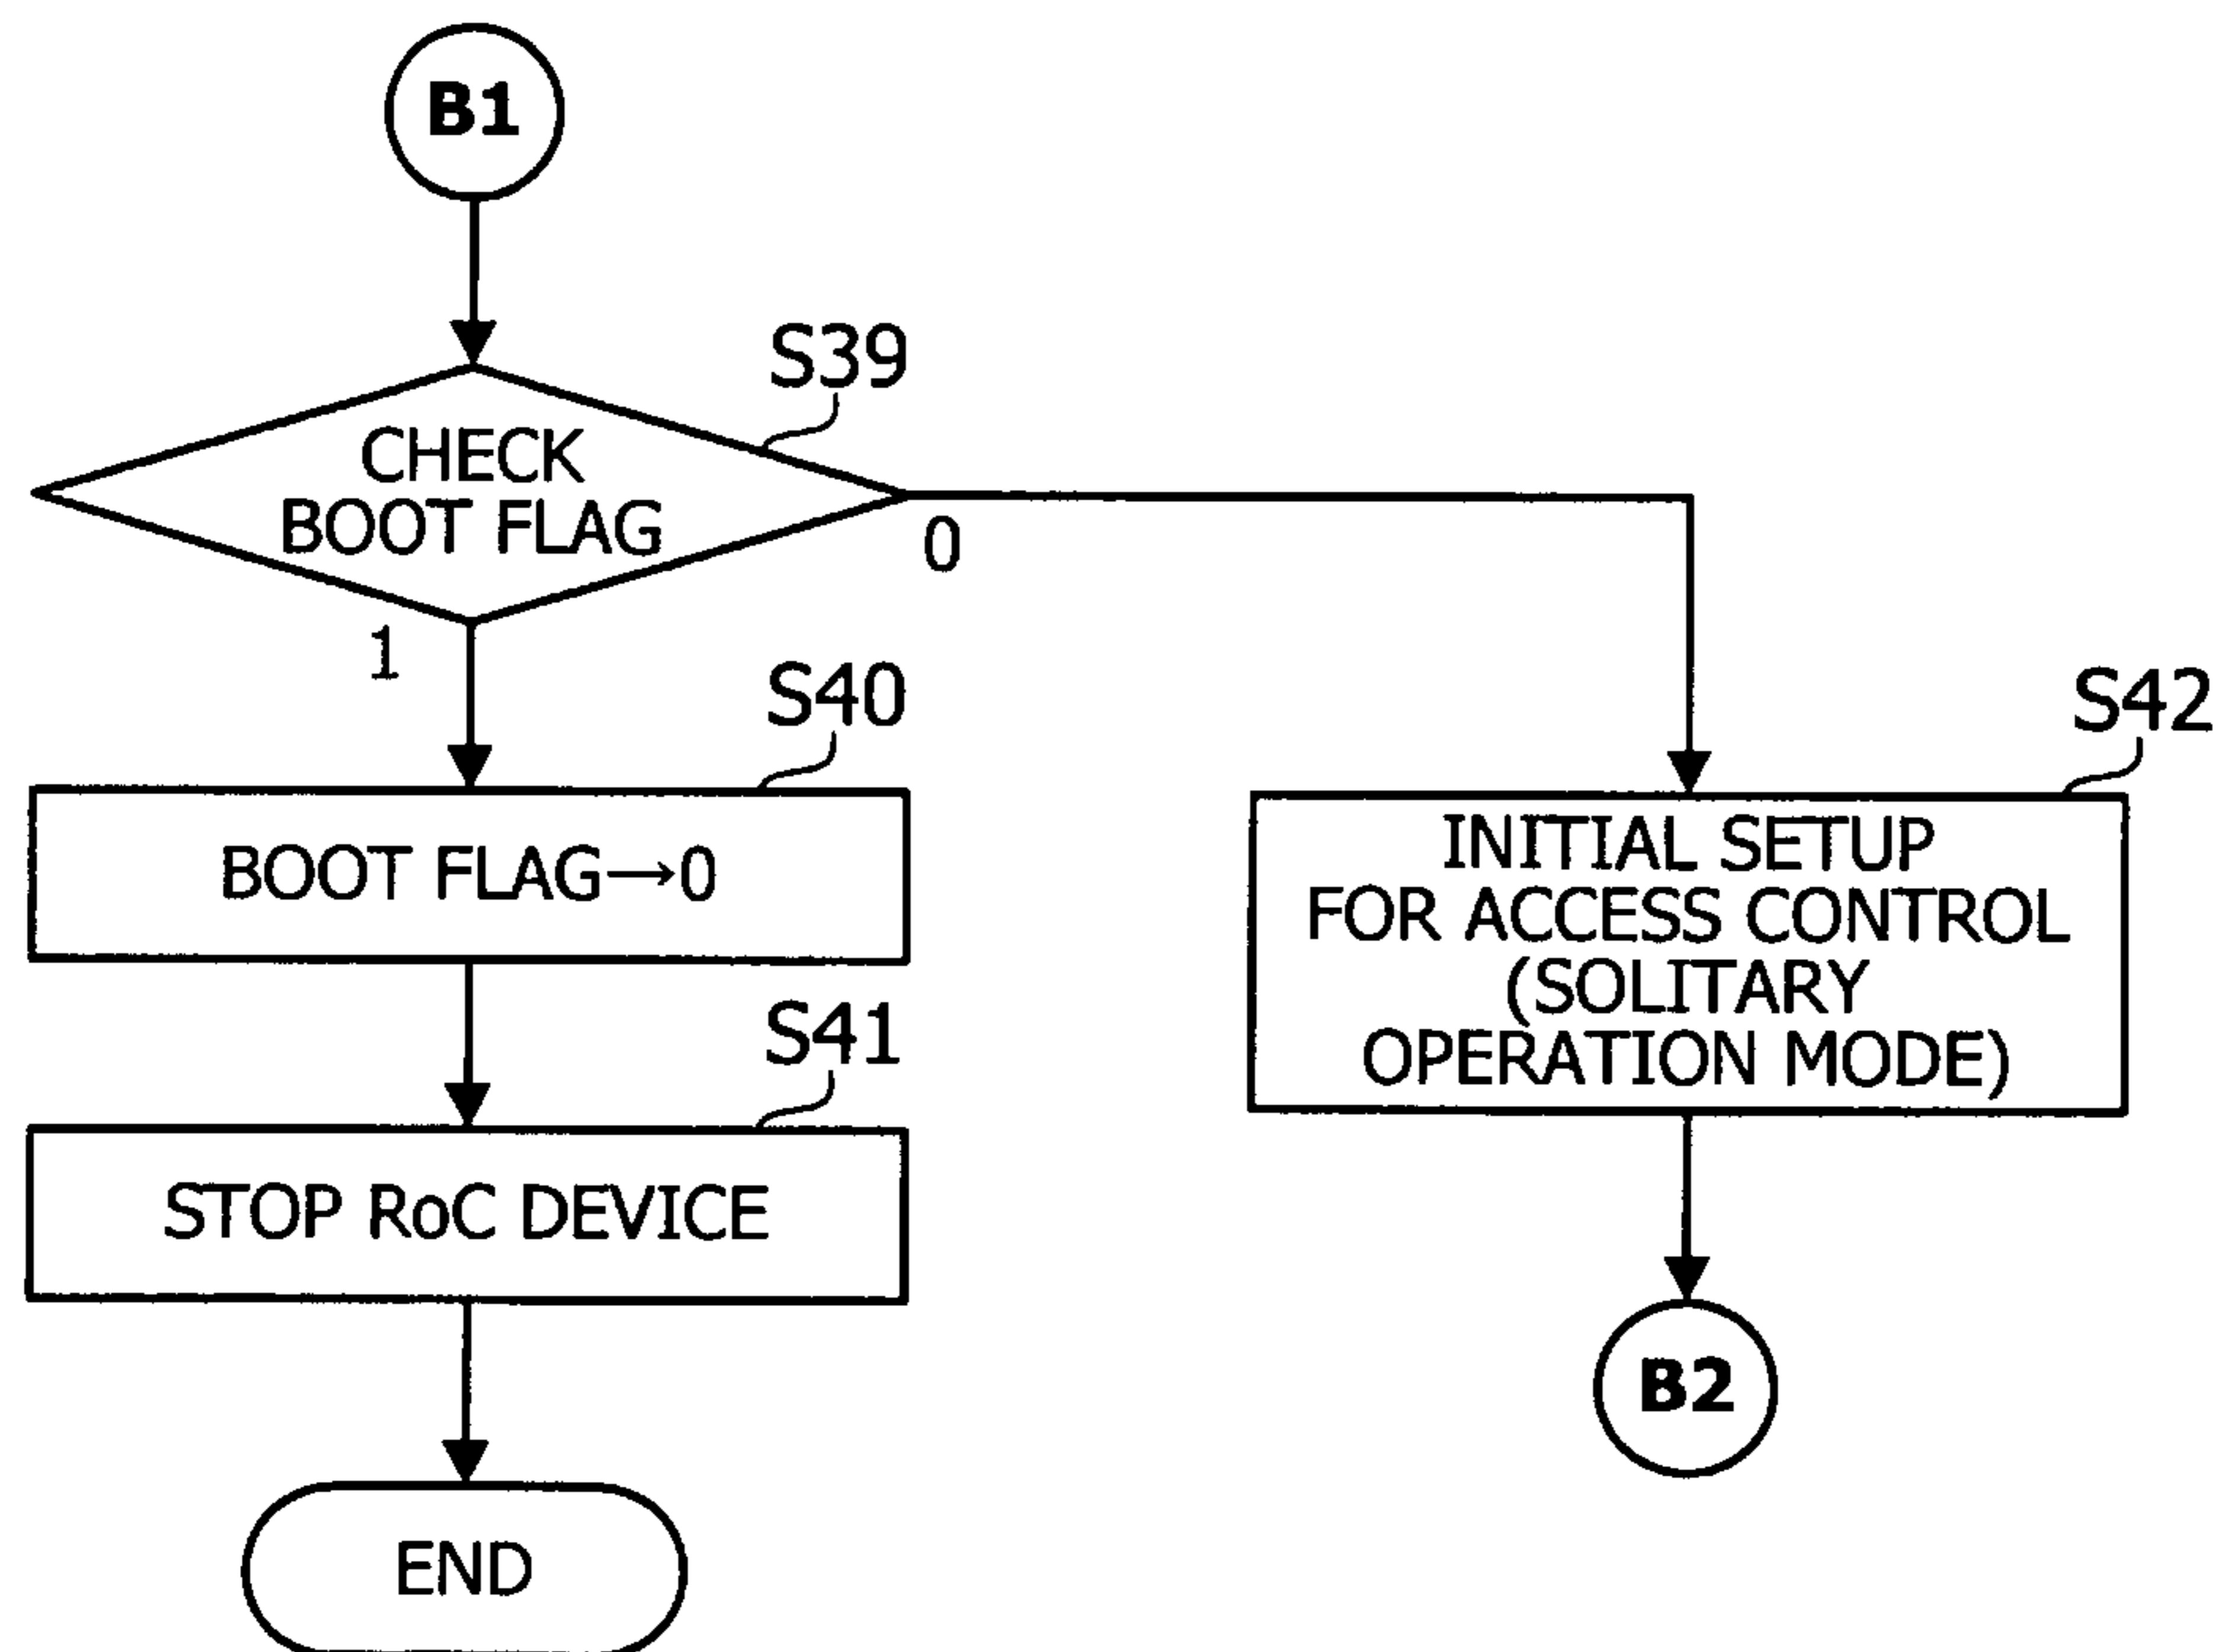 B1
S39
CHECK
BOOT FLAG
0
1
S40
BOOT FLAG→0
S41
STOP RoC DEVICE
END
S42
INITIAL SETUP
FOR ACCESS CONTROL
(SOLITARY
OPERATION MODE)
B2